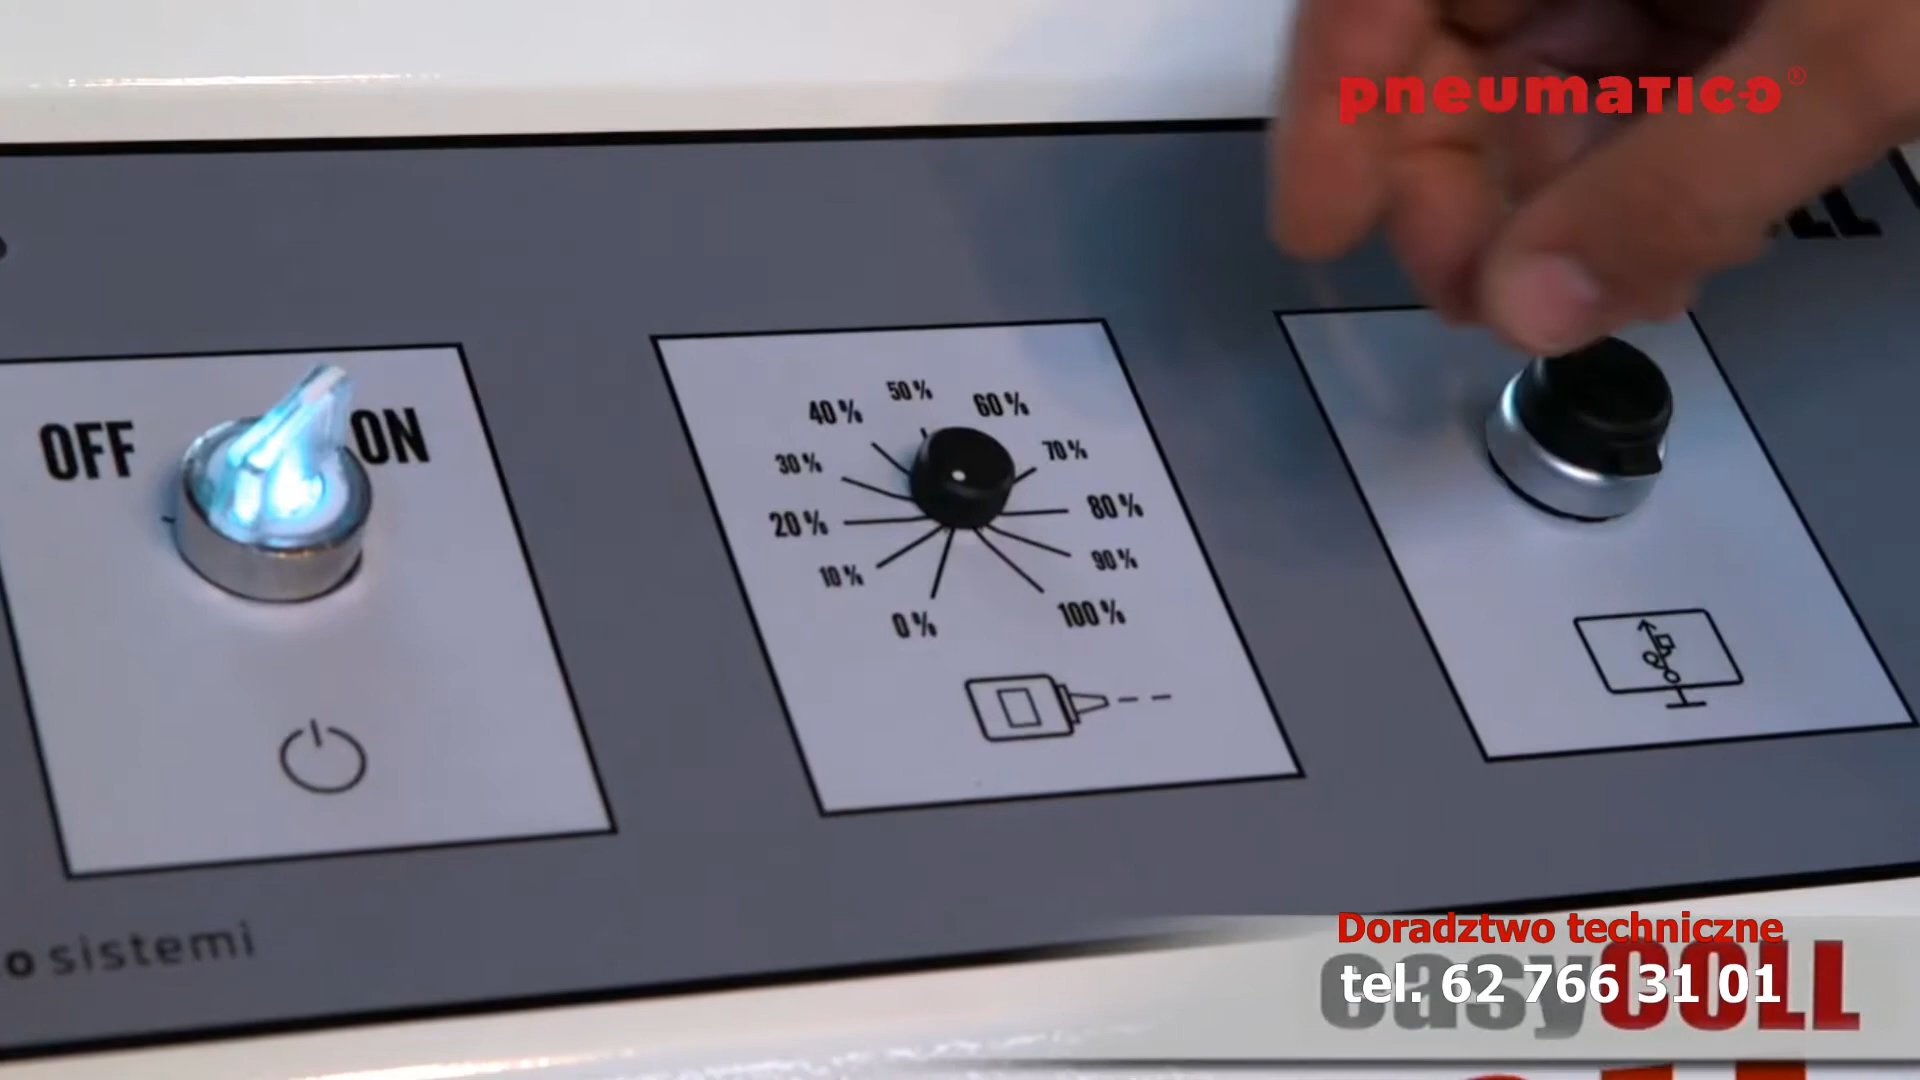 pneumatico®
OFF
ON
50%
40%
60%
30%
70%
20%
80%
10%
90%
0%
100%
sistemi
Doradztwo techniczne
tel. 62 766 31 01
easyCOLL